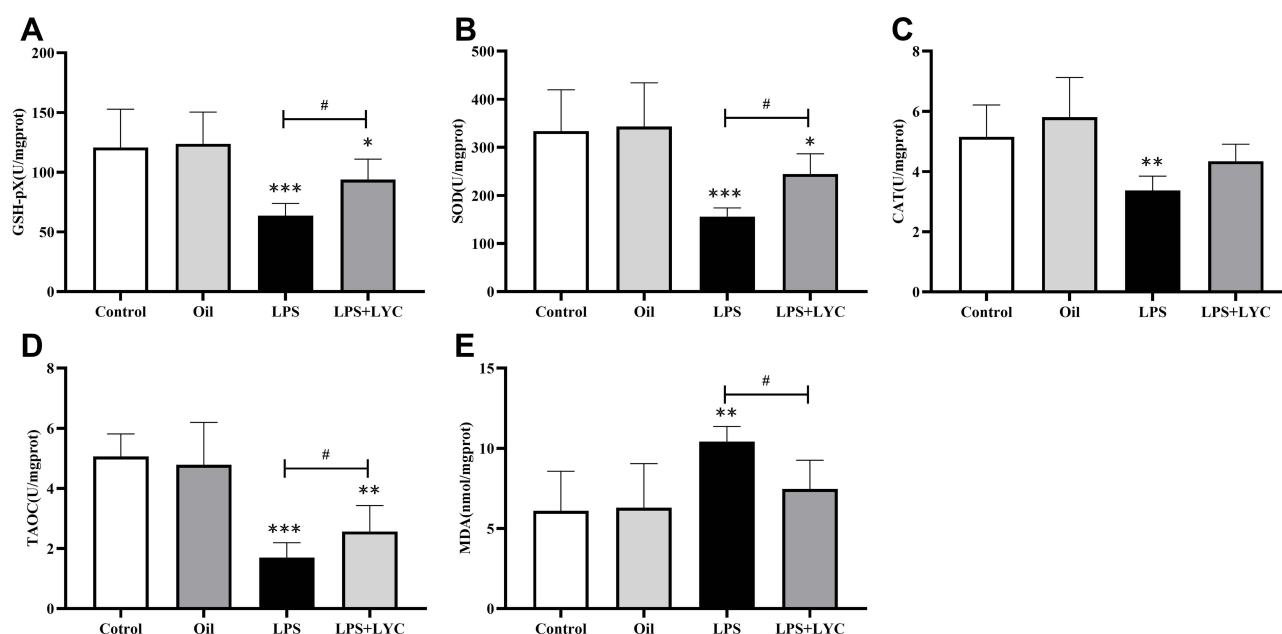 A
GSH-pX(U/mgprot)
200
150
100
50
0
***
#
*
Control Oil LPS LPS+LYC
B
SOD(U/mgprot)
500
400
300
200
100
0
***
#
*
Control Oil LPS LPS+LYC
C
CAT(U/mgprot)
8
6
4
2
0
**
Control Oil LPS LPS+LYC
D
TAOC(U/mgprot)
8
6
4
2
0
***
#
**
Cotrol Oil LPS LPS+LYC
E
MDA(nmol/mgprot)
15
10
5
0
**
#
Control Oil LPS LPS+LYC